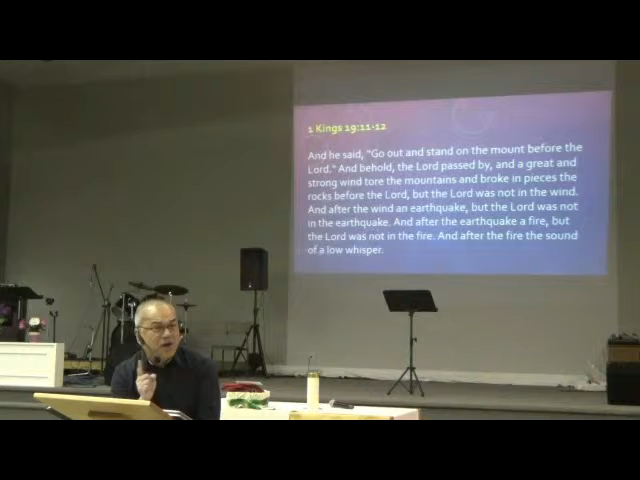 1 Kings 19:11-12
And he said, "Go out and stand on the mount before the
Lord." And behold, the Lord passed by, and a great and
strong wind tore the mountains and broke in pieces the
rocks before the Lord, but the Lord was not in the wind.
And after the wind an earthquake, but the Lord was not
in the earthquake. And after the earthquake a fire, but
the Lord was not in the fire. And after the fire the sound
of a low whisper.